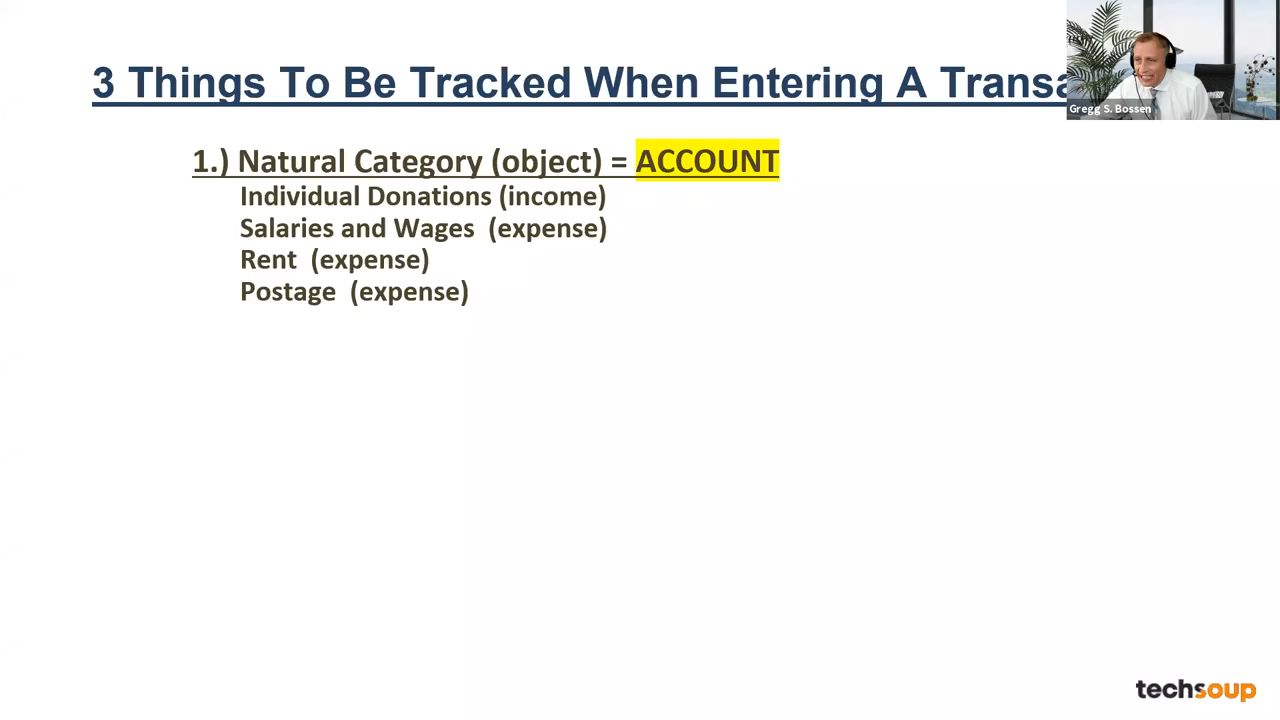 3 Things To Be Tracked When Entering A Transa
Gregg S. Bossen
1.) Natural Category (object) = ACCOUNT
Individual Donations (income)
Salaries and Wages (expense)
Rent (expense)
Postage (expense)
techsoup